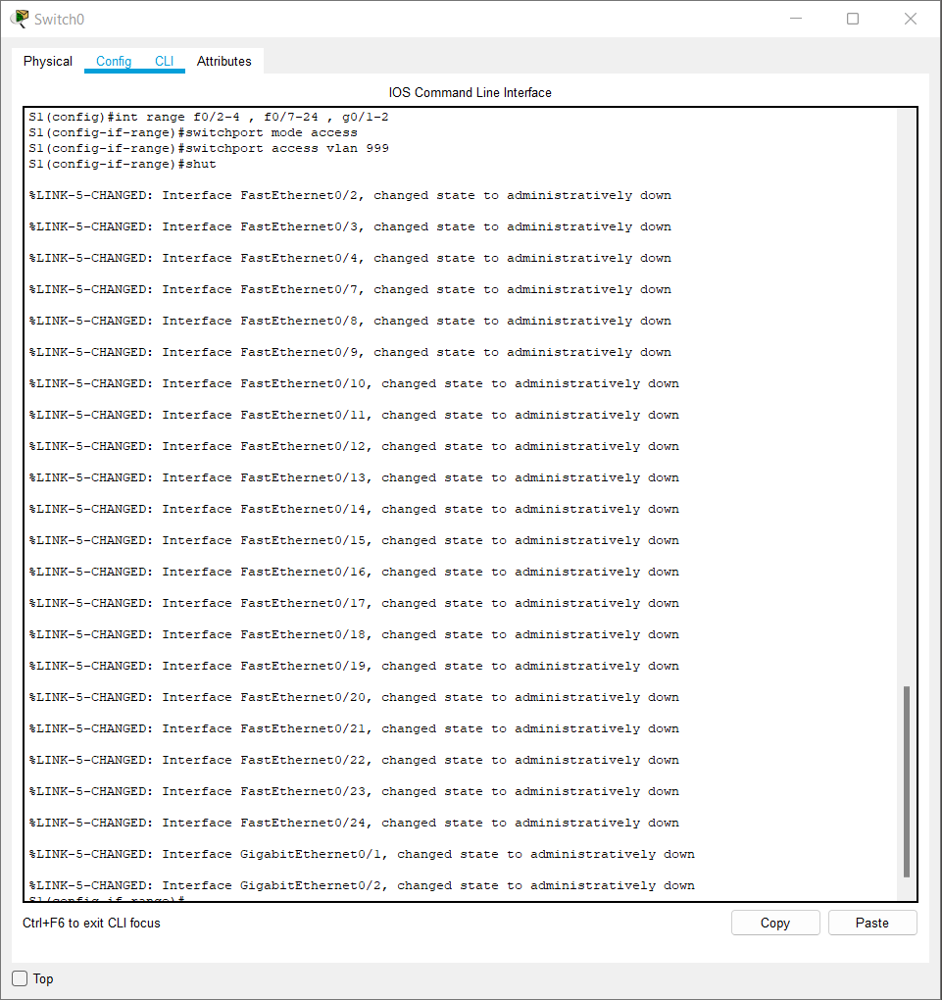 Switch0
Physical Config CLI Attributes
IOS Command Line Interface
S1(config)#int range f0/2-4 , f0/7-24 , g0/1-2
S1(config-if-range)#switchport mode access
S1(config-if-range)#switchport access vlan 999
S1(config-if-range)#shut
%LINK-5-CHANGED: Interface FastEthernet0/2, changed state to administratively down
%LINK-5-CHANGED: Interface FastEthernet0/3, changed state to administratively down
%LINK-5-CHANGED: Interface FastEthernet0/4, changed state to administratively down
%LINK-5-CHANGED: Interface FastEthernet0/7, changed state to administratively down
%LINK-5-CHANGED: Interface FastEthernet0/8, changed state to administratively down
%LINK-5-CHANGED: Interface FastEthernet0/9, changed state to administratively down
%LINK-5-CHANGED: Interface FastEthernet0/10, changed state to administratively down
%LINK-5-CHANGED: Interface FastEthernet0/11, changed state to administratively down
%LINK-5-CHANGED: Interface FastEthernet0/12, changed state to administratively down
%LINK-5-CHANGED: Interface FastEthernet0/13, changed state to administratively down
%LINK-5-CHANGED: Interface FastEthernet0/14, changed state to administratively down
%LINK-5-CHANGED: Interface FastEthernet0/15, changed state to administratively down
%LINK-5-CHANGED: Interface FastEthernet0/16, changed state to administratively down
%LINK-5-CHANGED: Interface FastEthernet0/17, changed state to administratively down
%LINK-5-CHANGED: Interface FastEthernet0/18, changed state to administratively down
%LINK-5-CHANGED: Interface FastEthernet0/19, changed state to administratively down
%LINK-5-CHANGED: Interface FastEthernet0/20, changed state to administratively down
%LINK-5-CHANGED: Interface FastEthernet0/21, changed state to administratively down
%LINK-5-CHANGED: Interface FastEthernet0/22, changed state to administratively down
%LINK-5-CHANGED: Interface FastEthernet0/23, changed state to administratively down
%LINK-5-CHANGED: Interface FastEthernet0/24, changed state to administratively down
%LINK-5-CHANGED: Interface GigabitEthernet0/1, changed state to administratively down
%LINK-5-CHANGED: Interface GigabitEthernet0/2, changed state to administratively down
S1(config-if-range)#
Ctrl+F6 to exit CLI focus
Copy Paste
Top